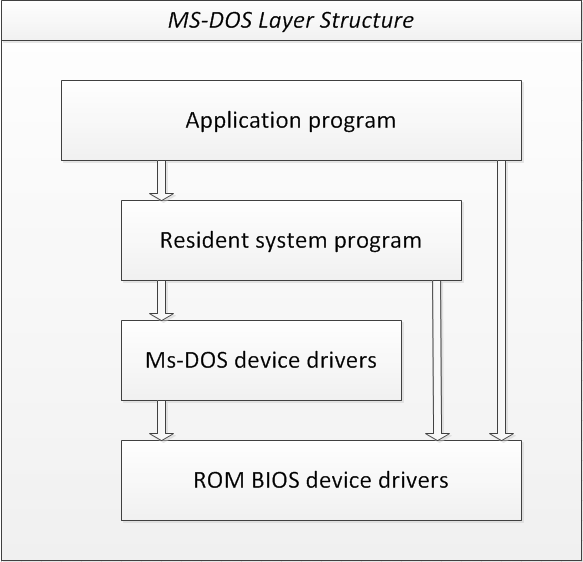 MS-DOS Layer Structure
Application program
Resident system program
Ms-DOS device drivers
ROM BIOS device drivers